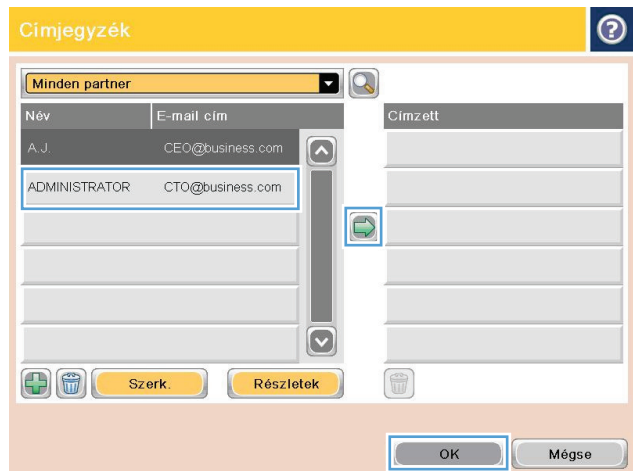 Címjegyzék
?
Minden partner
Név E-mail cím Címzett
A.J. CEO@business.com
ADMINISTRATOR CTO@business.com
Szerk. Részletek
OK Mégse